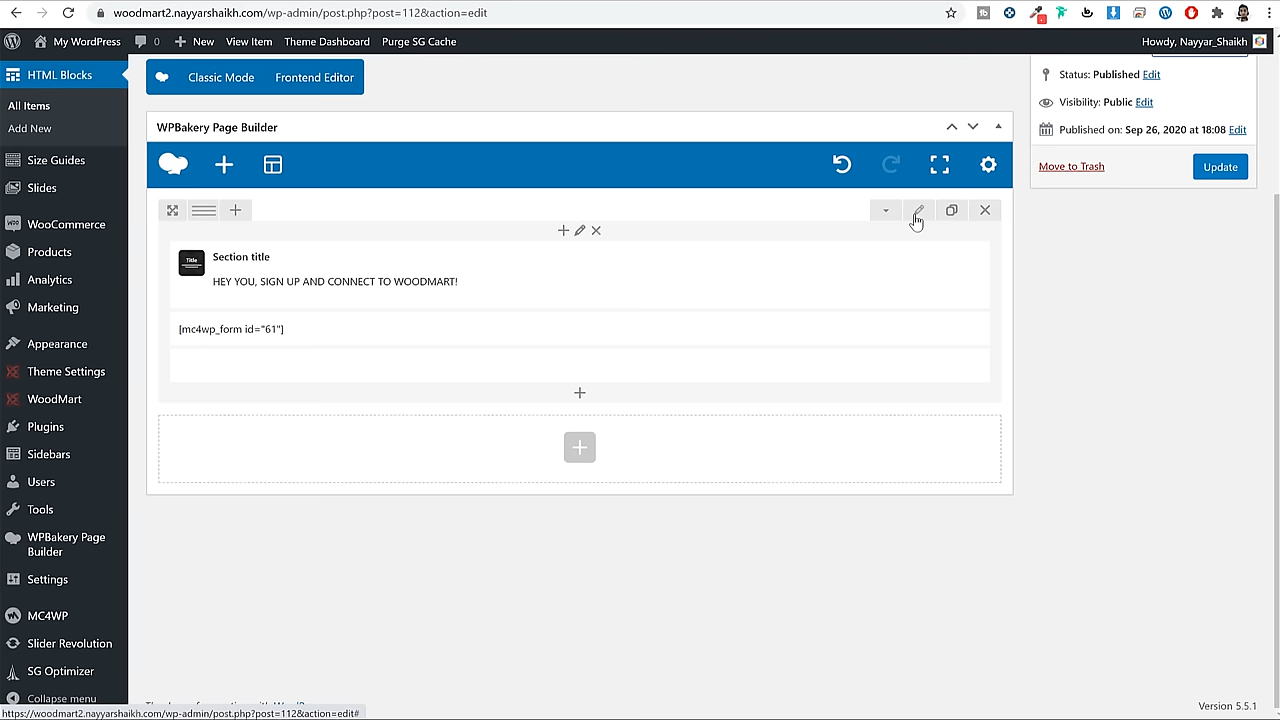 woodmart2.nayyarshaikh.com/wp-admin/post.php?post=112&action=edit
My WordPress
0
New
View Item
Theme Dashboard
Purge SG Cache
Howdy, Nayyar_Shaikh
HTML Blocks
All Items
Add New
Size Guides
Slides
WooCommerce
Products
Analytics
Marketing
Appearance
Theme Settings
WoodMart
Plugins
Sidebars
Users
Tools
WPBakery Page
Builder
Settings
MC4WP
Slider Revolution
SG Optimizer
Collapse menu
Classic Mode
Frontend Editor
WPBakery Page Builder
Title
Section title
HEY YOU, SIGN UP AND CONNECT TO WOODMART!
[mc4wp_form id="61"]
Status: Published Edit
Visibility: Public Edit
Published on: Sep 26, 2020 at 18:08 Edit
Move to Trash
Update
https://woodmart2.nayyarshaikh.com/wp-admin/post.php?post=112&action=edit#
Version 5.5.1